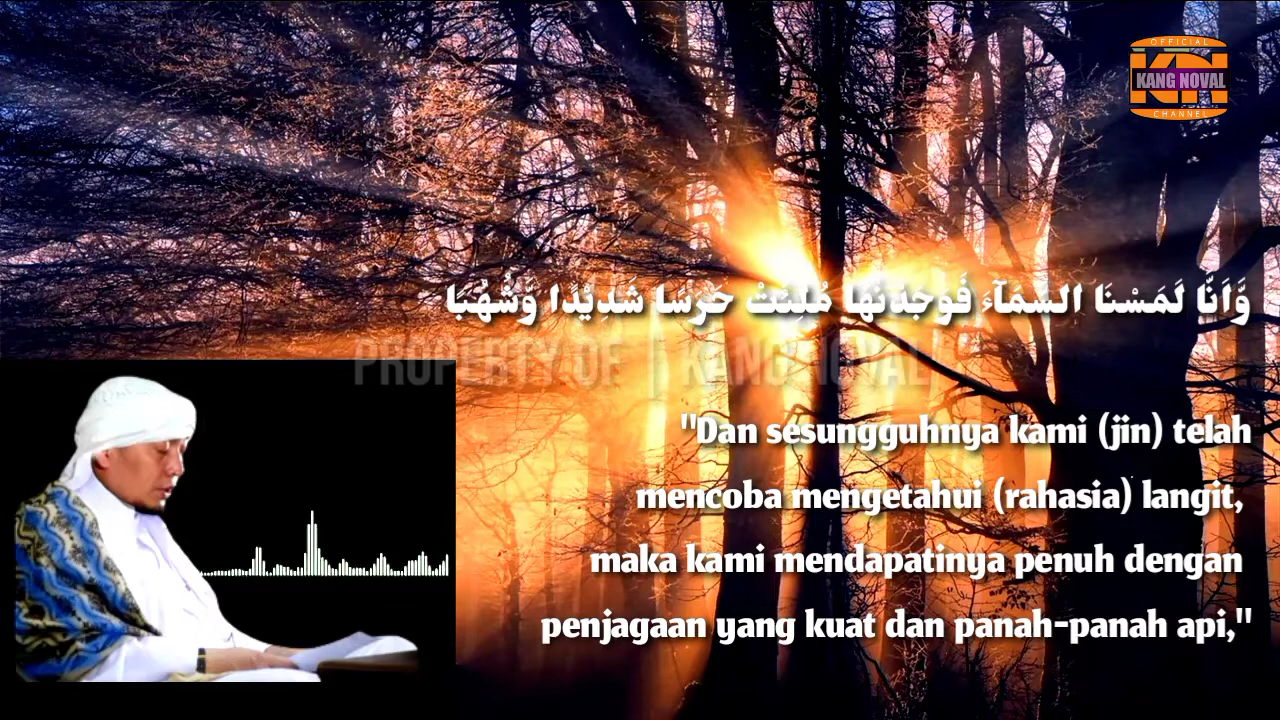 OFFICIAL
KN
KANG NOVAL
CHANNEL
وَّاَنَّا لَمَسْنَا السَّمَاۤءَ فَوَجَدْنٰهَا مُلِئَتْ حَرَسًا شَدِيْدًا وَّشُهُبًا
PROPERTY OF | KANG NOVAL
"Dan sesungguhnya kami (jin) telah
mencoba mengetahui (rahasia) langit,
maka kami mendapatinya penuh dengan
penjagaan yang kuat dan panah-panah api,"